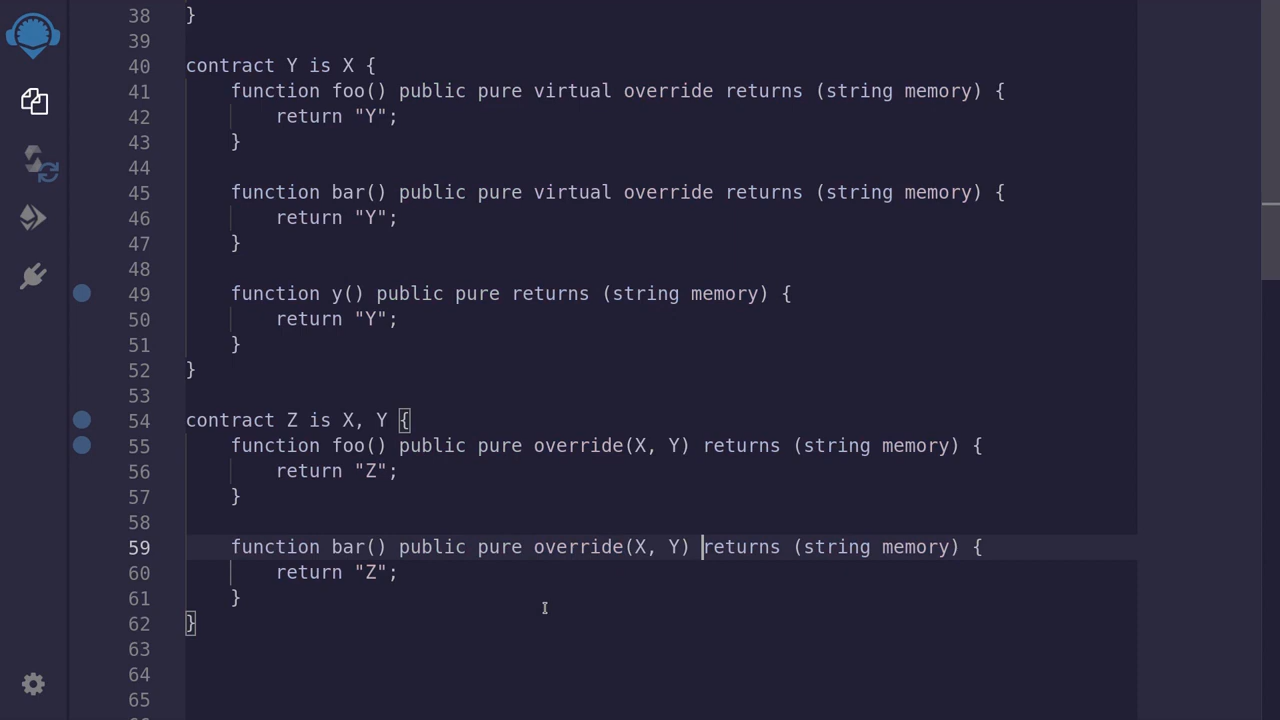 38 }
39
40 contract Y is X {
41 function foo() public pure virtual override returns (string memory) {
42 return "Y";
43 }
44
45 function bar() public pure virtual override returns (string memory) {
46 return "Y";
47 }
48
49 function y() public pure returns (string memory) {
50 return "Y";
51 }
52 }
53
54 contract Z is X, Y {
55 function foo() public pure override(X, Y) returns (string memory) {
56 return "Z";
57 }
58
59 function bar() public pure override(X, Y) returns (string memory) {
60 return "Z";
61 }
62 }
63
64
65